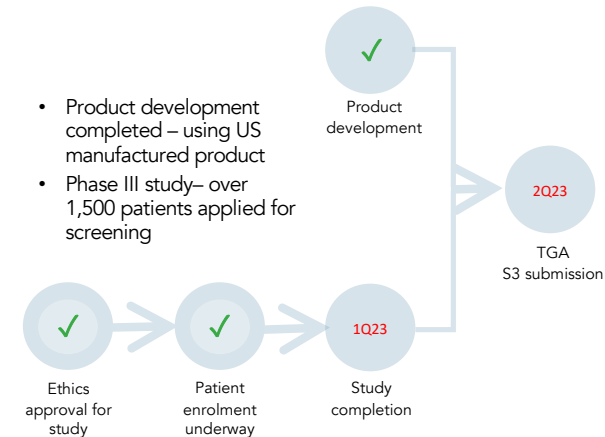 ✓
Product
development
• Product development
completed – using US
manufactured product
• Phase III study– over
1,500 patients applied for
screening
2Q23
TGA
S3 submission
✓
✓
1Q23
Ethics
approval for
study
Patient
enrolment
underway
Study
completion